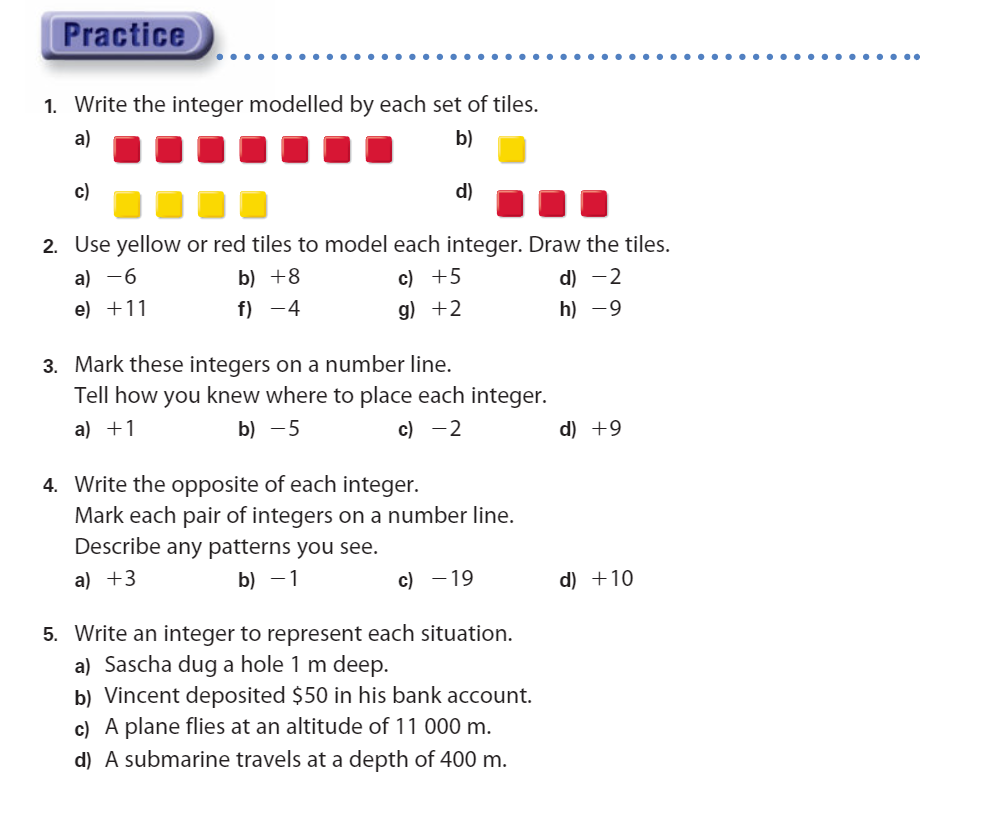 Practice
1. Write the integer modelled by each set of tiles.
a) b)
c) d)
2. Use yellow or red tiles to model each integer. Draw the tiles.
a) −6 b) +8 c) +5 d) −2
e) +11 f) −4 g) +2 h) −9
3. Mark these integers on a number line.
Tell how you knew where to place each integer.
a) +1 b) −5 c) −2 d) +9
4. Write the opposite of each integer.
Mark each pair of integers on a number line.
Describe any patterns you see.
a) +3 b) −1 c) −19 d) +10
5. Write an integer to represent each situation.
a) Sascha dug a hole 1 m deep.
b) Vincent deposited $50 in his bank account.
c) A plane flies at an altitude of 11 000 m.
d) A submarine travels at a depth of 400 m.